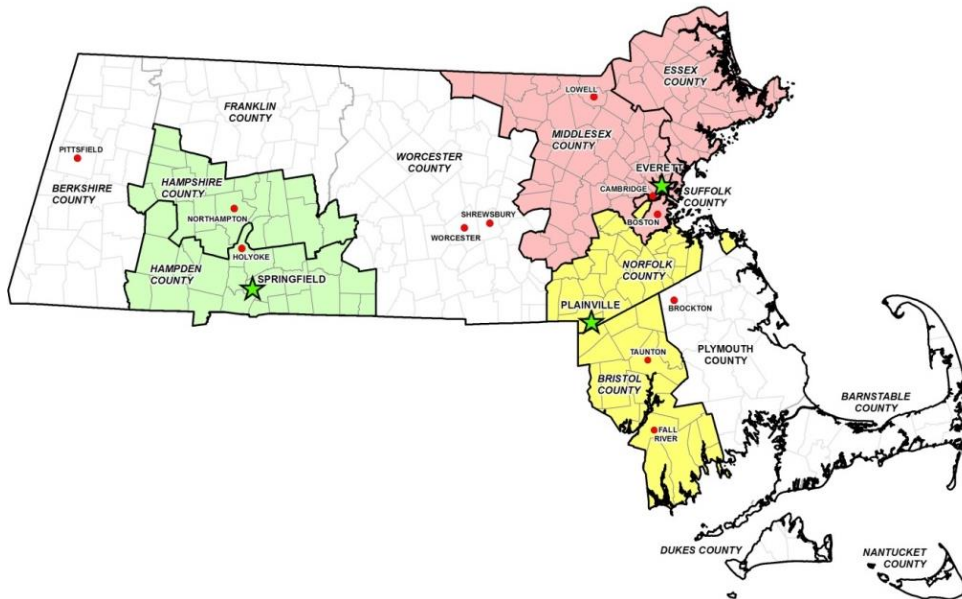 ESSEX
COUNTY
LOWELL
FRANKLIN
COUNTY
MIDDLESEX
COUNTY
PITTSFIELD
WORCESTER
COUNTY
EVERETT
BERKSHIRE
COUNTY
HAMPSHIRE
COUNTY
CAMBRIDGE
SUFFOLK
COUNTY
NORTHAMPTON
SHREWSBURY
BOSTON
WORCESTER
HOLYOKE
HAMPDEN
COUNTY
NORFOLK
COUNTY
SPRINGFIELD
PLAINVILLE
BROCKTON
TAUNTON
PLYMOUTH
COUNTY
BRISTOL
COUNTY
BARNSTABLE
COUNTY
FALL
RIVER
DUKES COUNTY
NANTUCKET
COUNTY